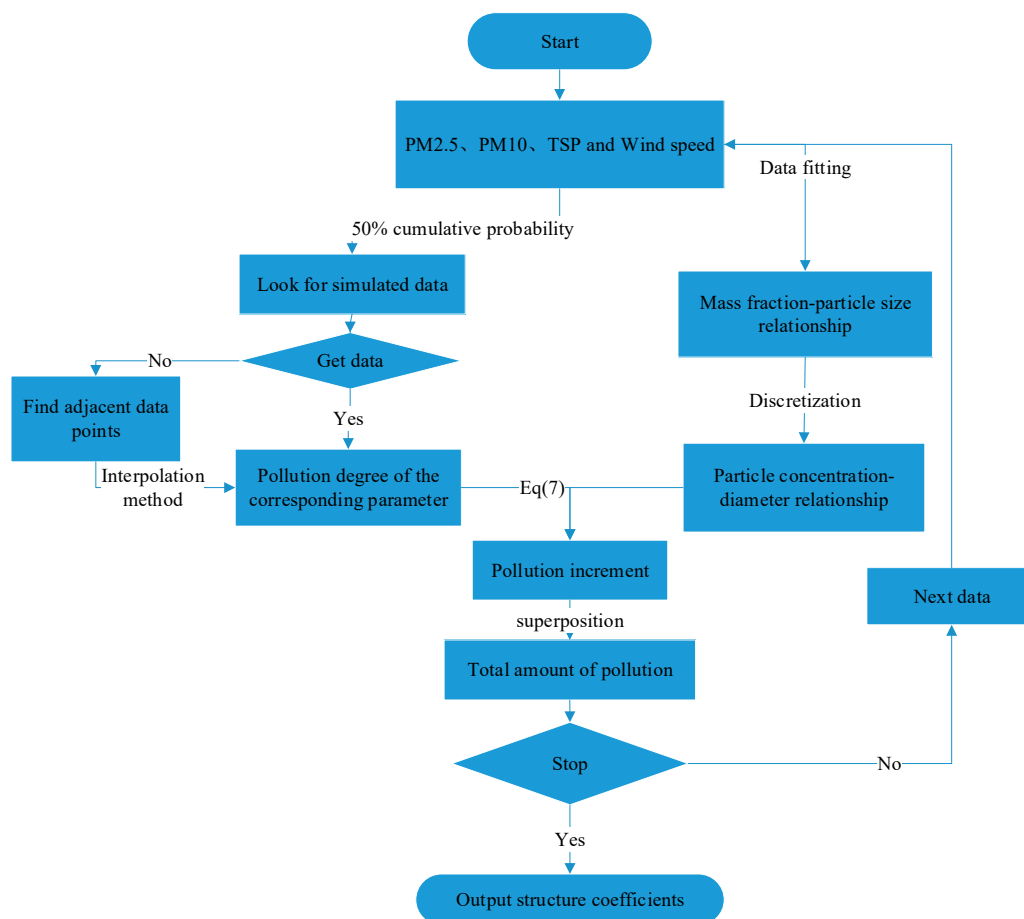 Start
PM2.5、PM10、TSP and Wind speed
Data fitting
50% cumulative probability
Look for simulated data
Mass fraction-particle size
relationship
No
Get data
Find adjacent data
points
Yes
Discretization
Interpolation
method
Pollution degree of the
corresponding parameter
Eq(7)
Particle concentration-
diameter relationship
Pollution increment
Next data
superposition
Total amount of pollution
Stop
No
Yes
Output structure coefficients